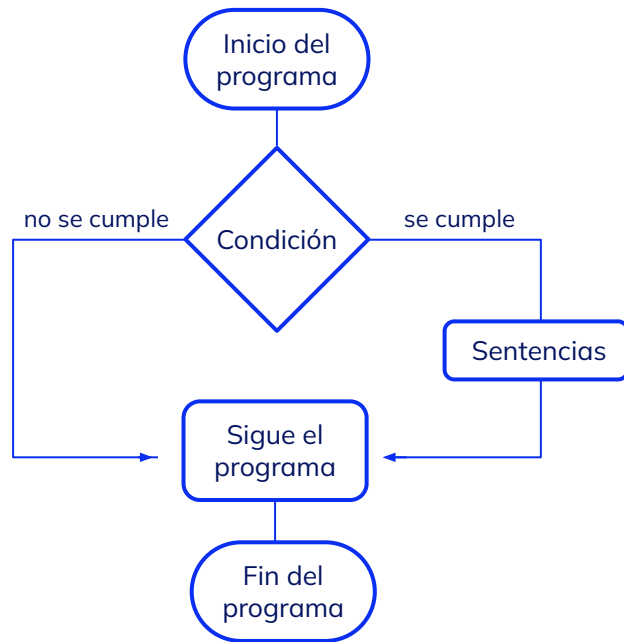 Inicio del
programa
no se cumple
Condición
se cumple
Sentencias
Sigue el
programa
Fin del
programa